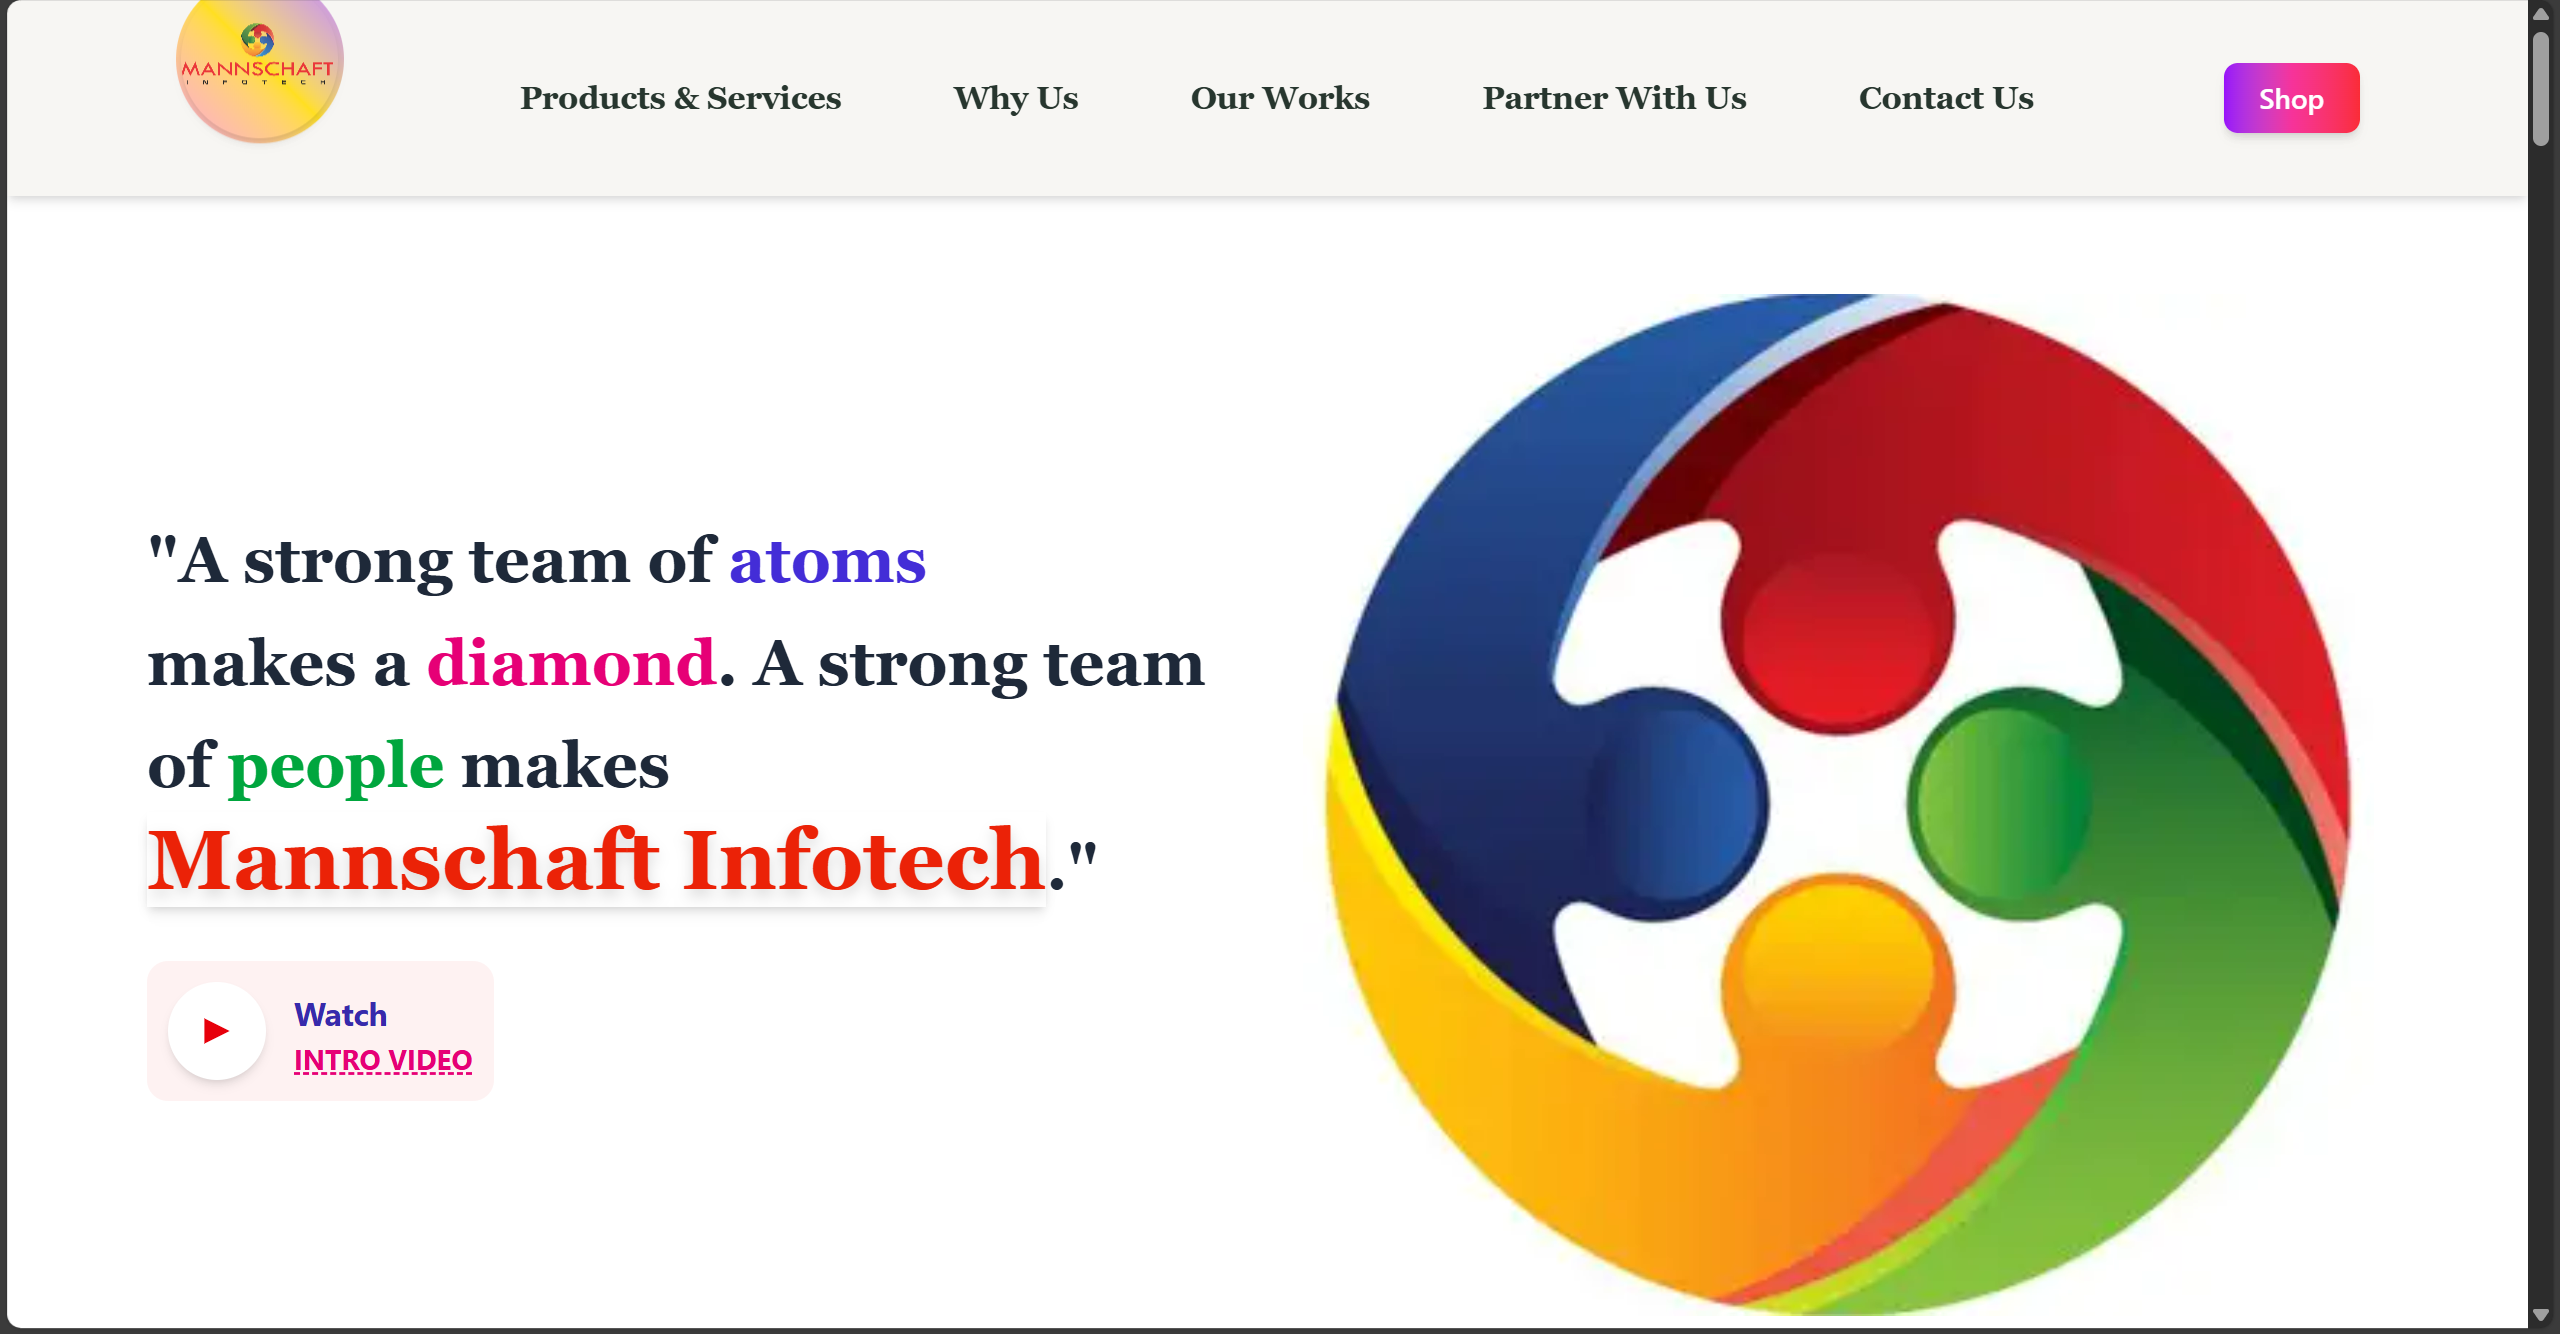 MANNSCHAFT
INFOTECH
Products & Services
Why Us
Our Works
Partner With Us
Contact Us
Shop
"A strong team of atoms
makes a diamond. A strong team
of people makes
Mannschaft Infotech."
Watch
INTRO VIDEO